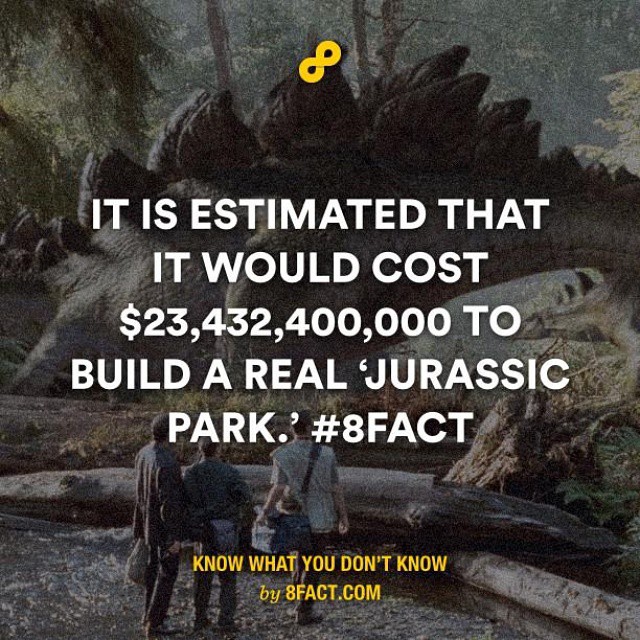 IT IS ESTIMATED THAT
IT WOULD COST
$23,432,400,000 TO
BUILD A REAL ‘JURASSIC
PARK.’ #8FACT
KNOW WHAT YOU DON'T KNOW
by 8FACT.COM